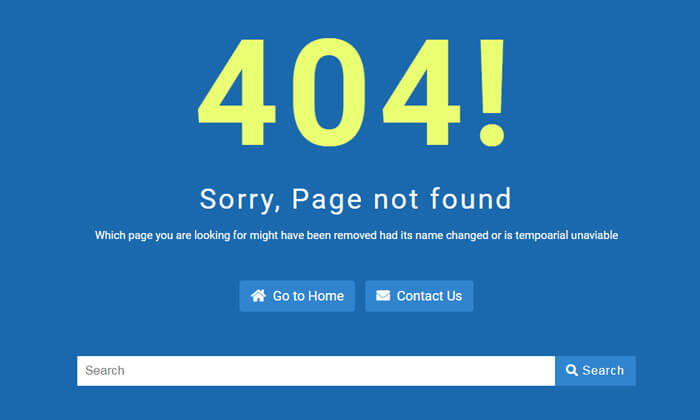 404!
Sorry, Page not found
Which page you are looking for might have been removed had its name changed or is tempoarial unaviable
Go to Home
Contact Us
Search
Search